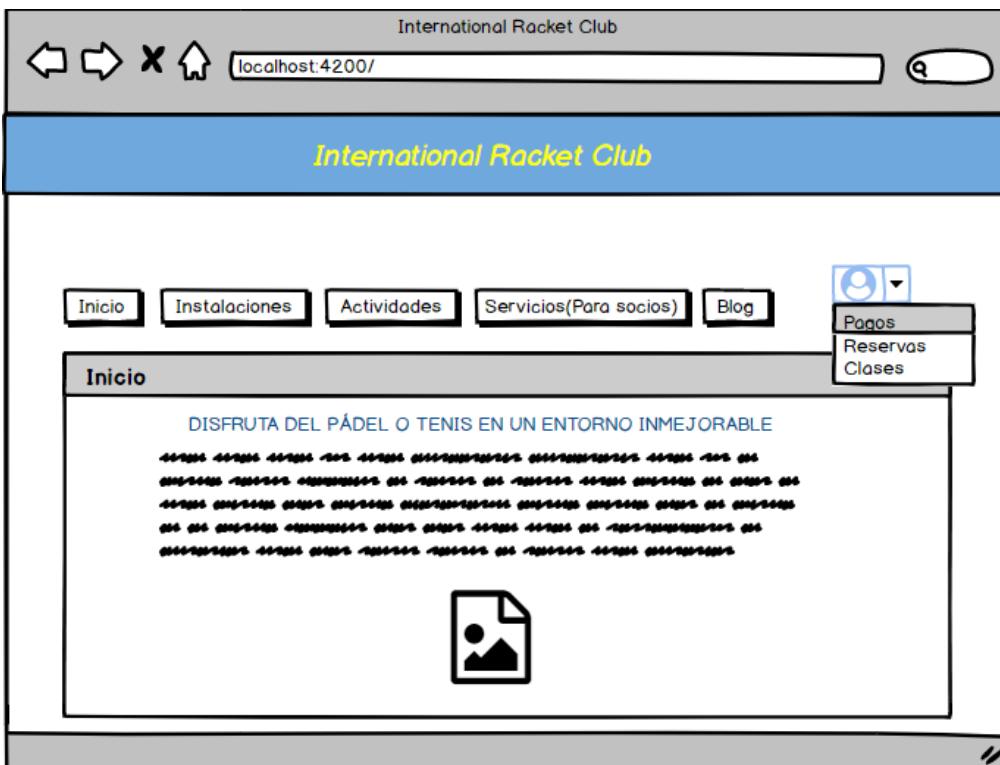 International Racket Club
localhost:4200/
International Racket Club
Inicio
Instalaciones
Actividades
Servicios(Para socios)
Blog
Pagos
Reservas
Clases
Inicio
DISFRUTA DEL PÁDEL O TENIS EN UN ENTORNO INMEJORABLE